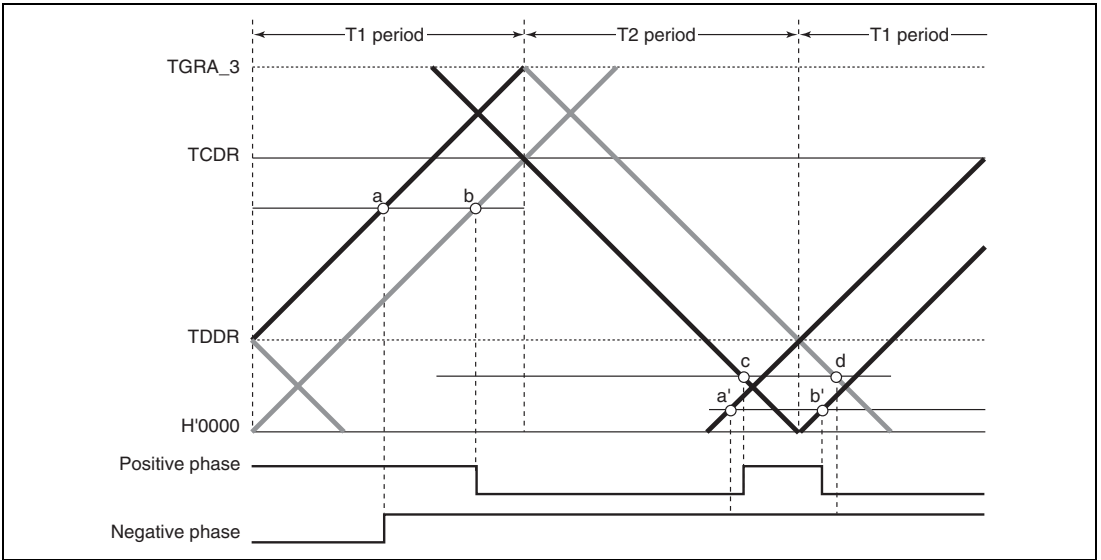 T1 period
T2 period
T1 period
TGRA_3
TCDR
a
b
TDDR
c
d
a'
b'
H'0000
Positive phase
Negative phase